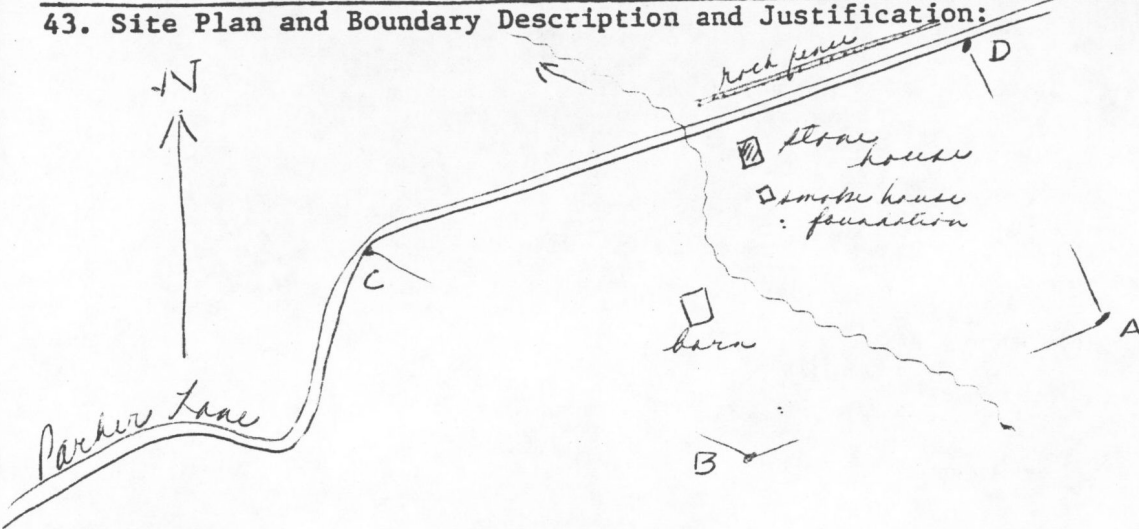 43. Site Plan and Boundary Description and Justification:
N
rock fence
D
stone
house
smoke house
foundation
C
A
barn
Parker Lane
B